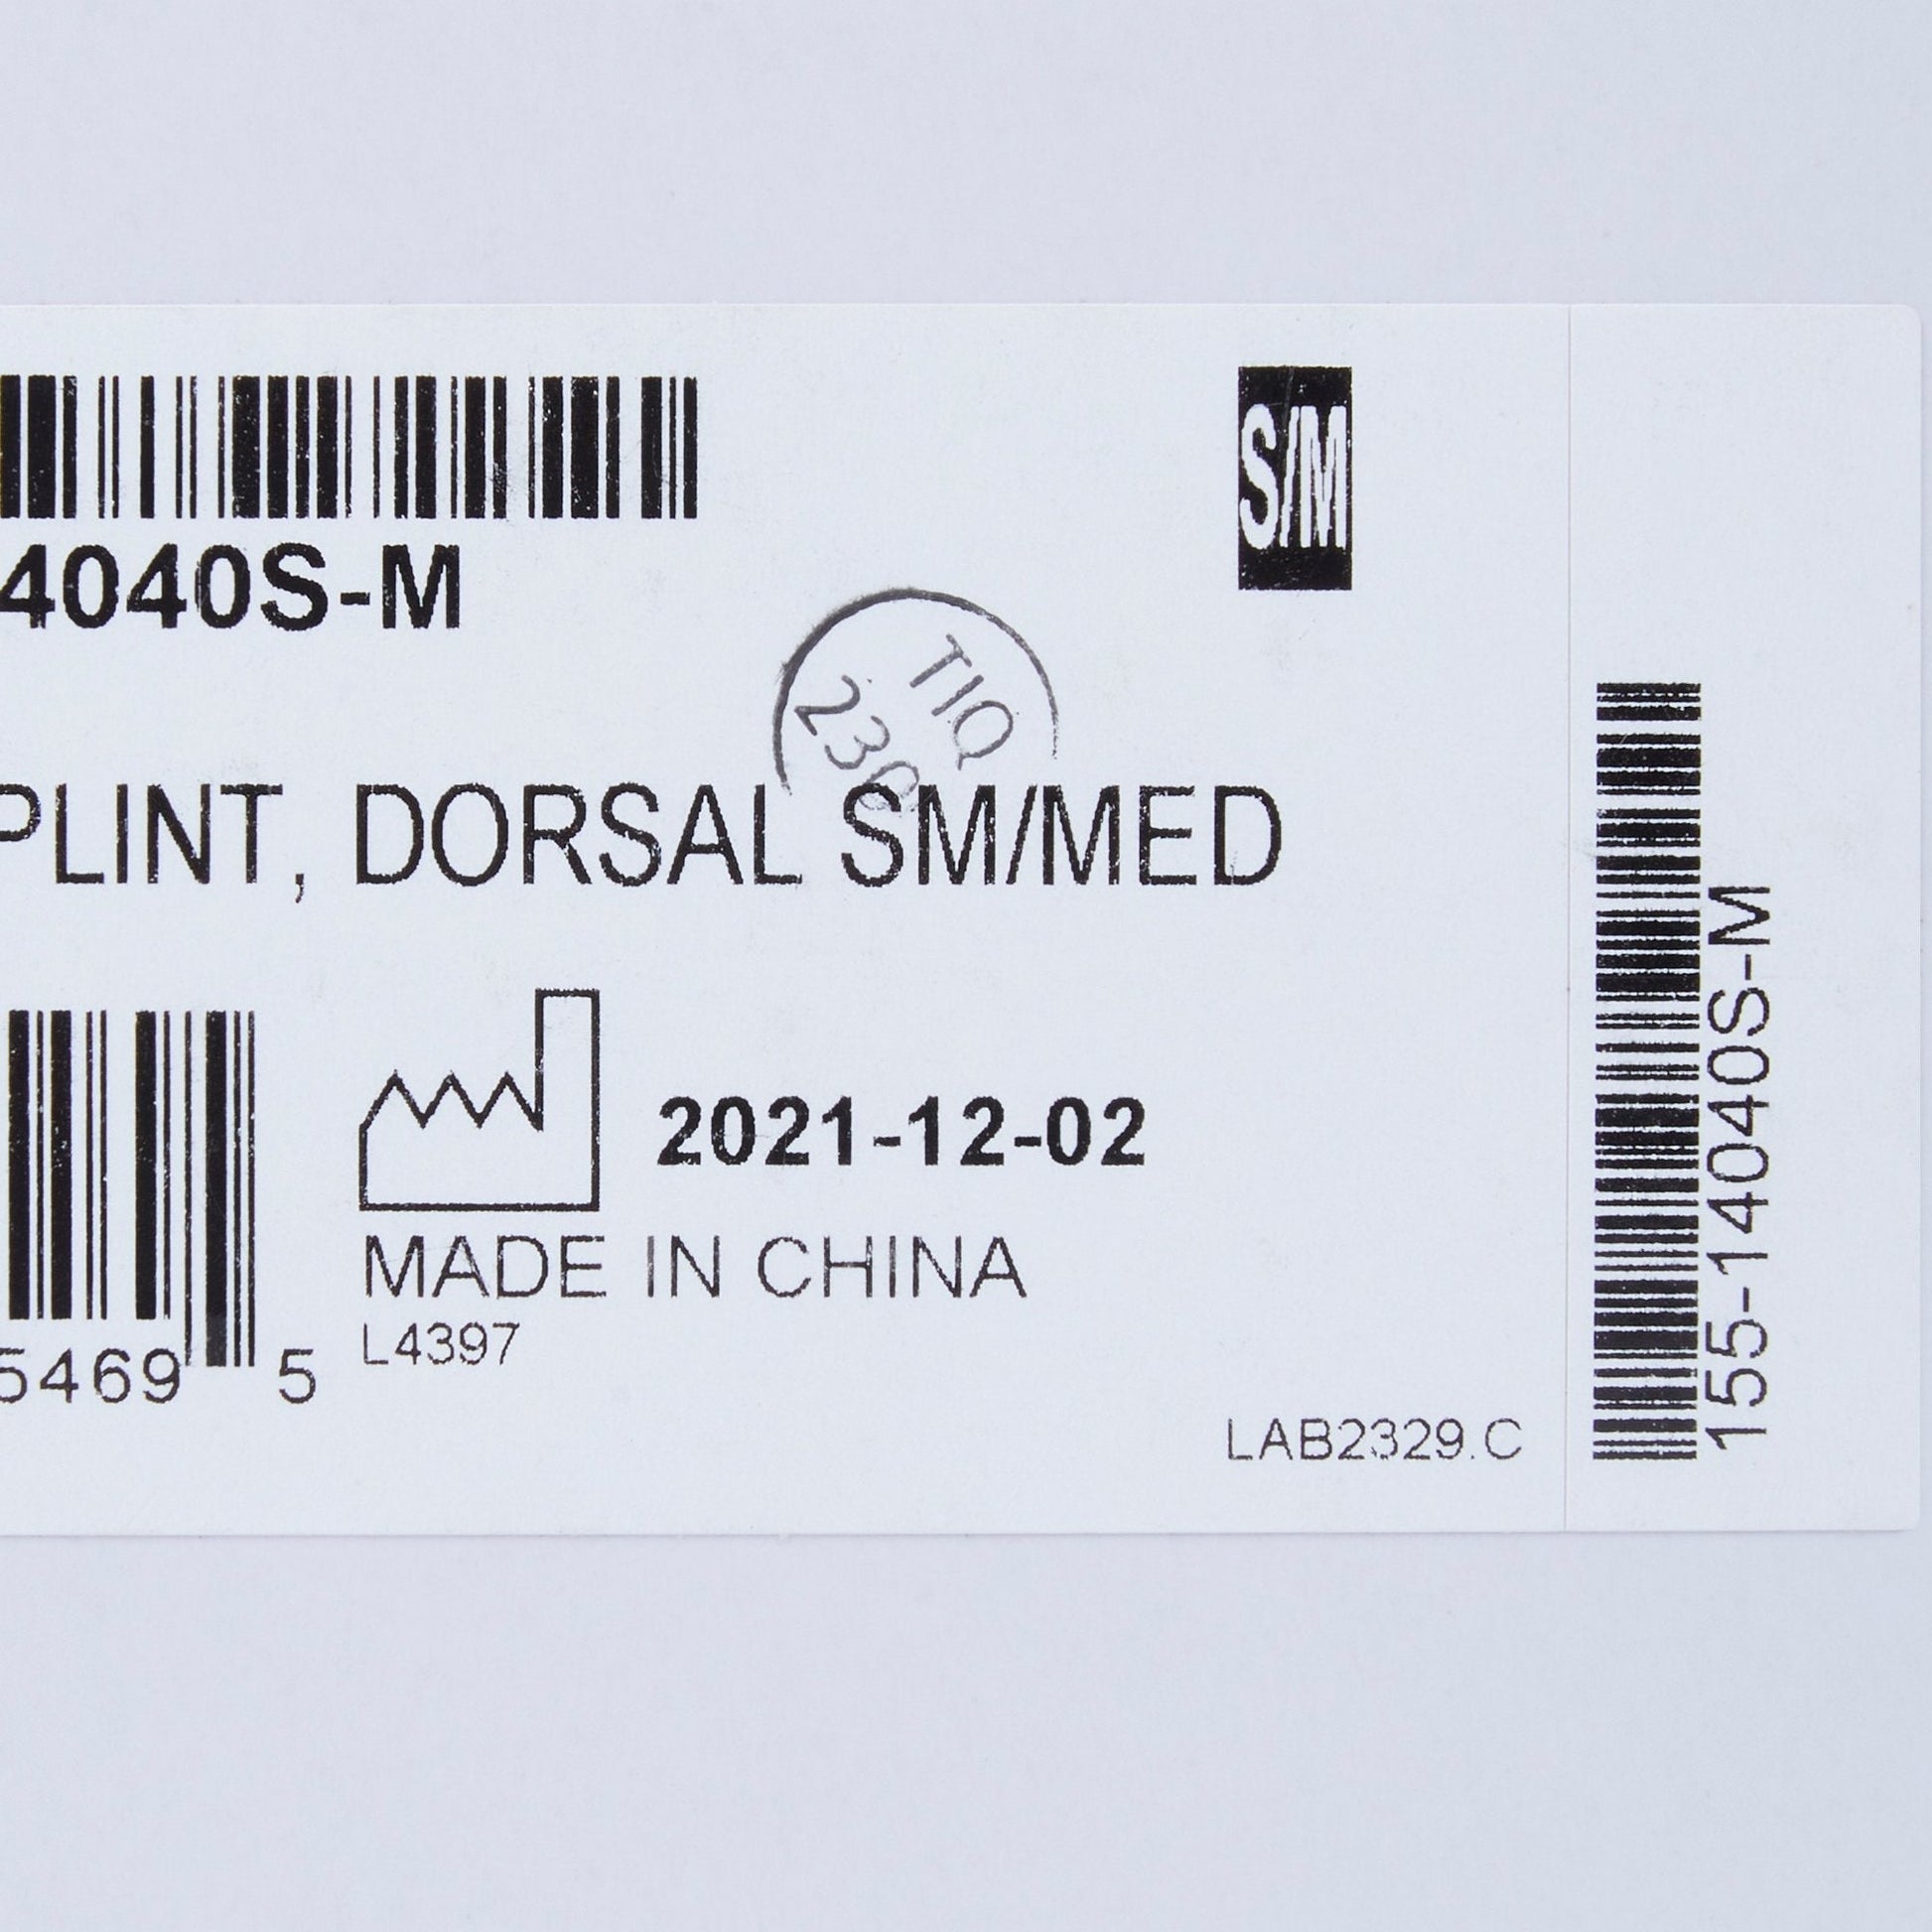 S/M
4040S-M
TIQ
PLINT, DORSAL SM/MED
2021-12-02
MADE IN CHINA
L4397
5469 5
LAB2329.C
155-14040S-M